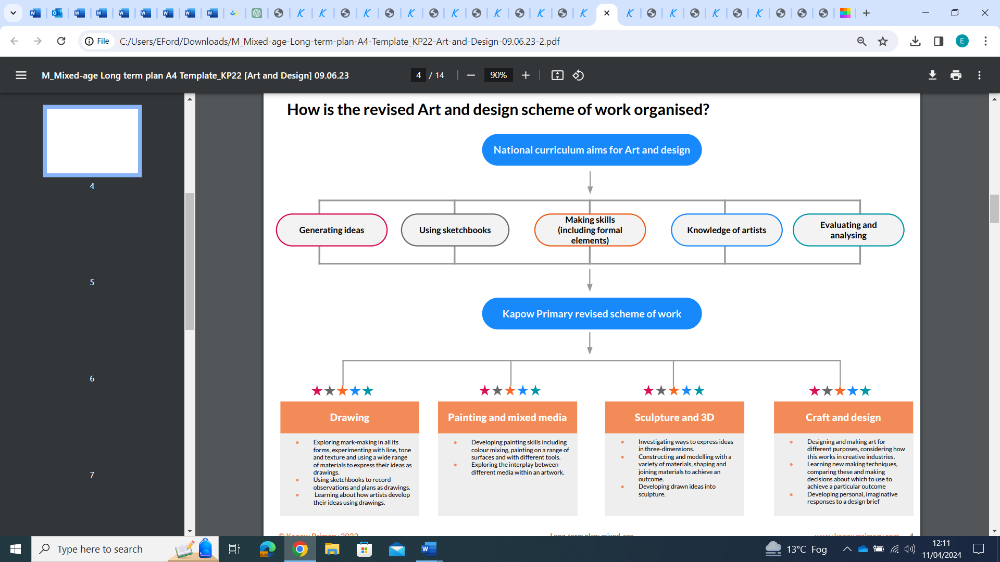 File
C:/Users/EFord/Downloads/M_Mixed-age-Long-term-plan-A4-Template_KP22-Art-and-Design-09.06.23-2.pdf
E
M_Mixed-age Long term plan A4 Template_KP22 [Art and Design] 09.06.23
4 / 14
90%
4
5
6
7
How is the revised Art and design scheme of work organised?
National curriculum aims for Art and design
Generating ideas
Using sketchbooks
Making skills
(including formal
elements)
Knowledge of artists
Evaluating and
analysing
Kapow Primary revised scheme of work
Drawing
Exploring mark-making in all its
forms, experimenting with line, tone
and texture and using a wide range
of materials to express their ideas as
drawings.
Using sketchbooks to record
observations and plans as drawings.
Learning about how artists develop
their ideas using drawings.
Painting and mixed media
Developing painting skills including
colour mixing, painting on a range of
surfaces and with different tools.
Exploring the interplay between
different media within an artwork.
Sculpture and 3D
Investigating ways to express ideas
in three-dimensions.
Constructing and modelling with a
variety of materials, shaping and
joining materials to achieve an
outcome.
Developing drawn ideas into
sculpture.
Craft and design
Designing and making art for
different purposes, considering how
this works in creative industries.
Learning new making techniques,
comparing these and making
decisions about which to use to
achieve a particular outcome
Developing personal, imaginative
responses to a design brief
© Kapow Primary 2022
Long-term plan: mixed-age
www.kapowprimary.com
4
Type here to search
13°C Fog
12:11
11/04/2024